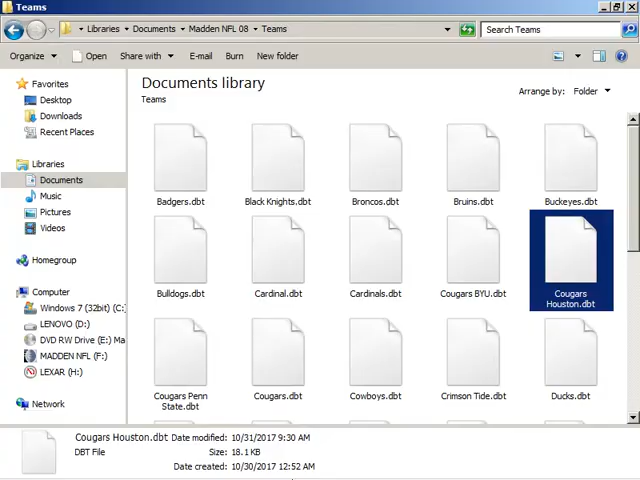 Teams
Libraries Documents Madden NFL 08 Teams
Search Teams
Organize Open Share with E-mail Burn New folder
Favorites
Desktop
Downloads
Recent Places
Libraries
Documents
Music
Pictures
Videos
Homegroup
Computer
Windows 7 (32bit) (C:
LENOVO (D:)
DVD RW Drive (E:) Ma
MADDEN NFL (F:)
LEXAR (H:)
Network
Documents library
Teams
Arrange by: Folder
Badgers.dbt
Black Knights.dbt
Broncos.dbt
Bruins.dbt
Buckeyes.dbt
Bulldogs.dbt
Cardinal.dbt
Cardinals.dbt
Cougars BYU.dbt
Cougars
Houston.dbt
Cougars Penn
State.dbt
Cougars.dbt
Cowboys.dbt
Crimson Tide.dbt
Ducks.dbt
Cougars Houston.dbt Date modified: 10/31/2017 9:30 AM
DBT File Size: 18.1 KB
Date created: 10/30/2017 12:52 AM